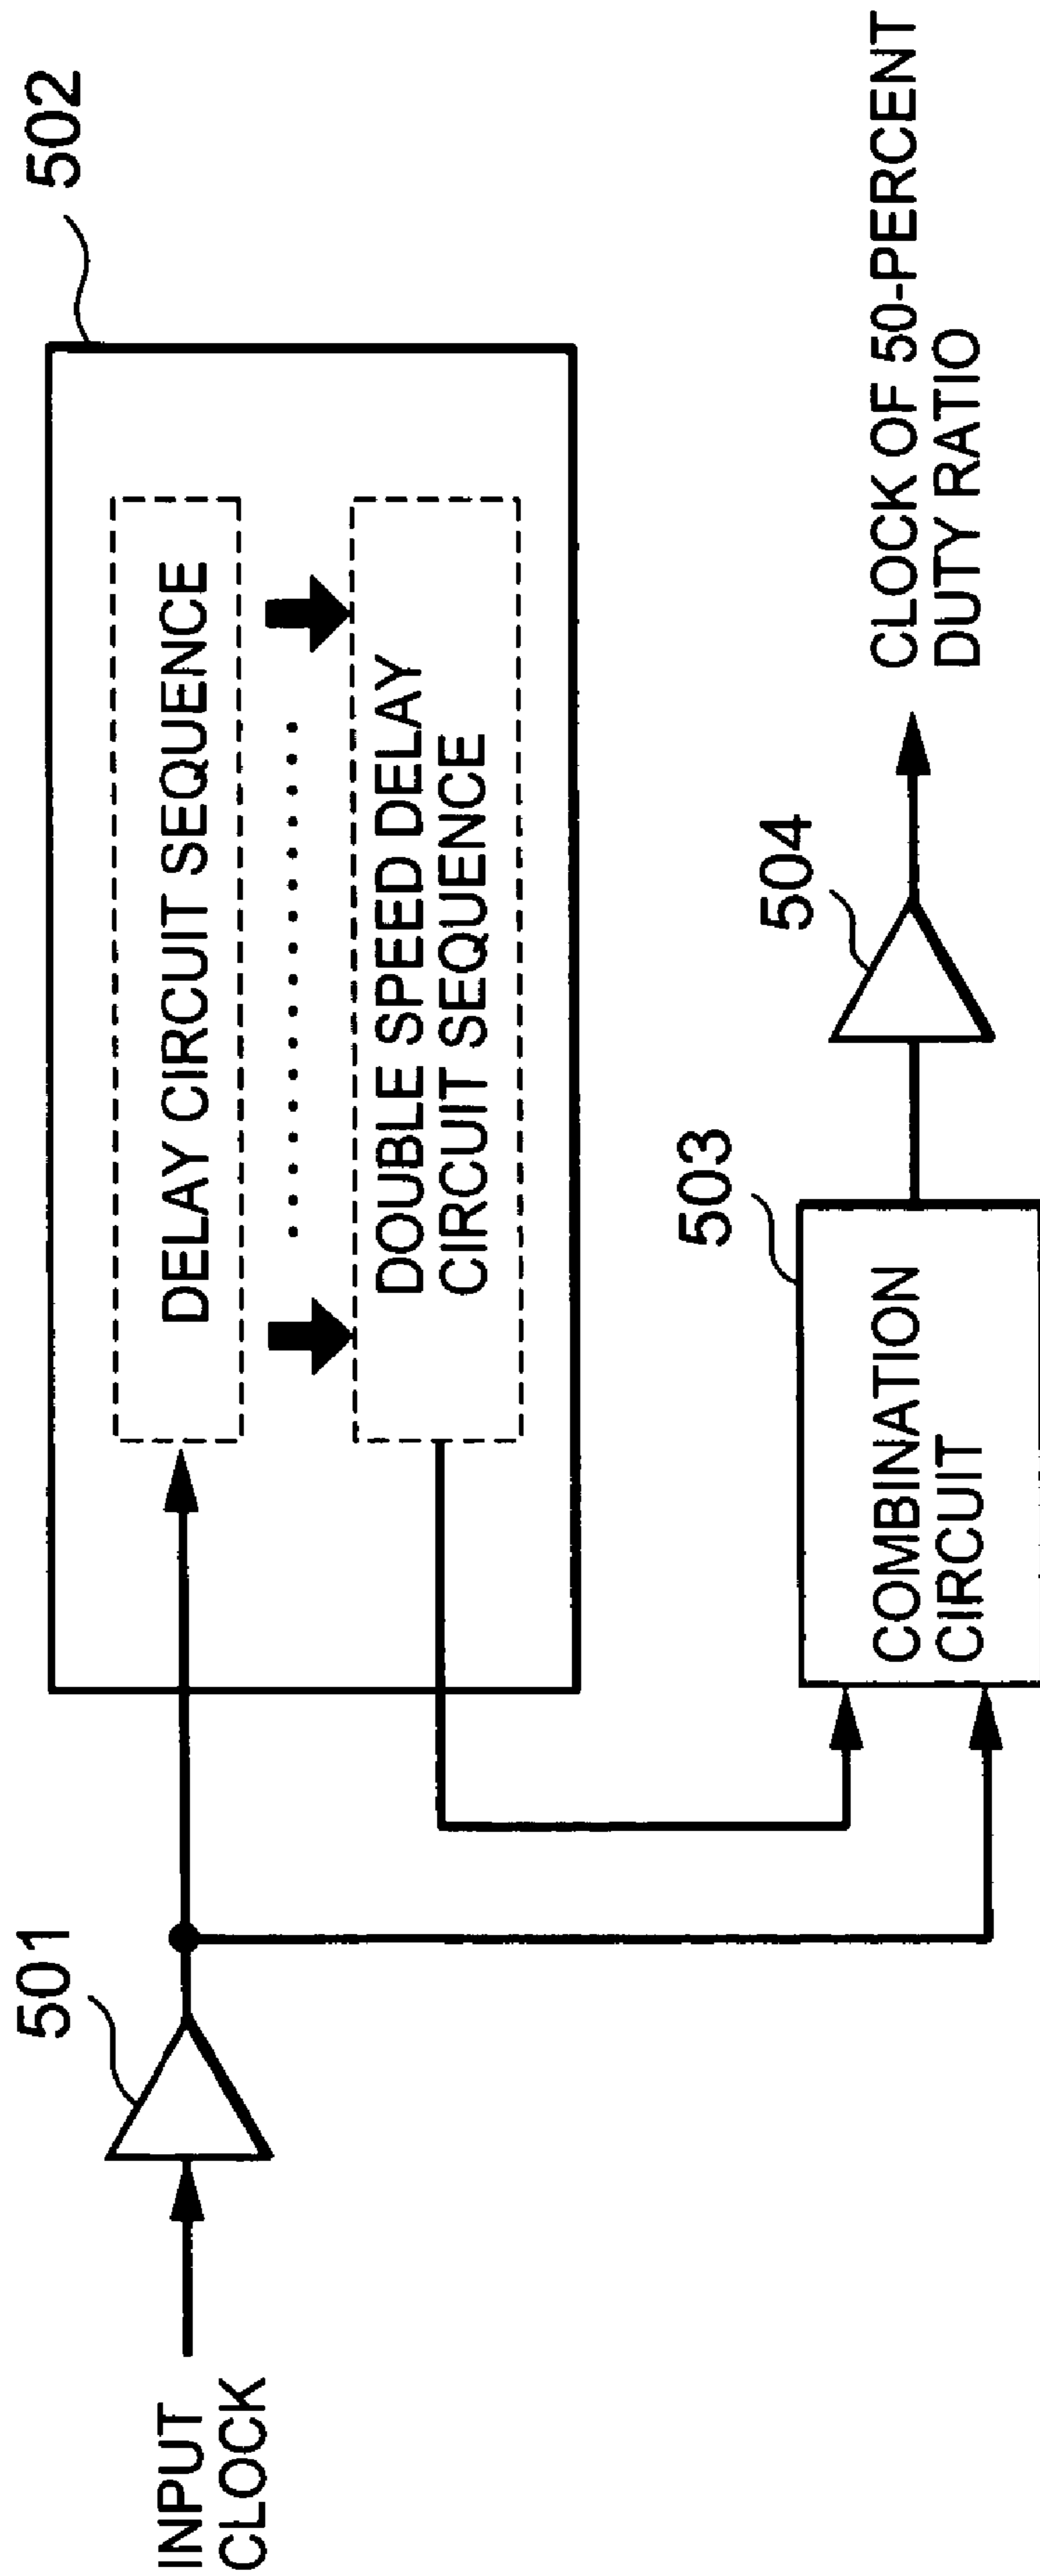 502
DELAY CIRCUIT SEQUENCE
DOUBLE SPEED DELAY
CIRCUIT SEQUENCE
501
INPUT
CLOCK
503
COMBINATION
CIRCUIT
504
CLOCK OF 50-PERCENT
DUTY RATIO